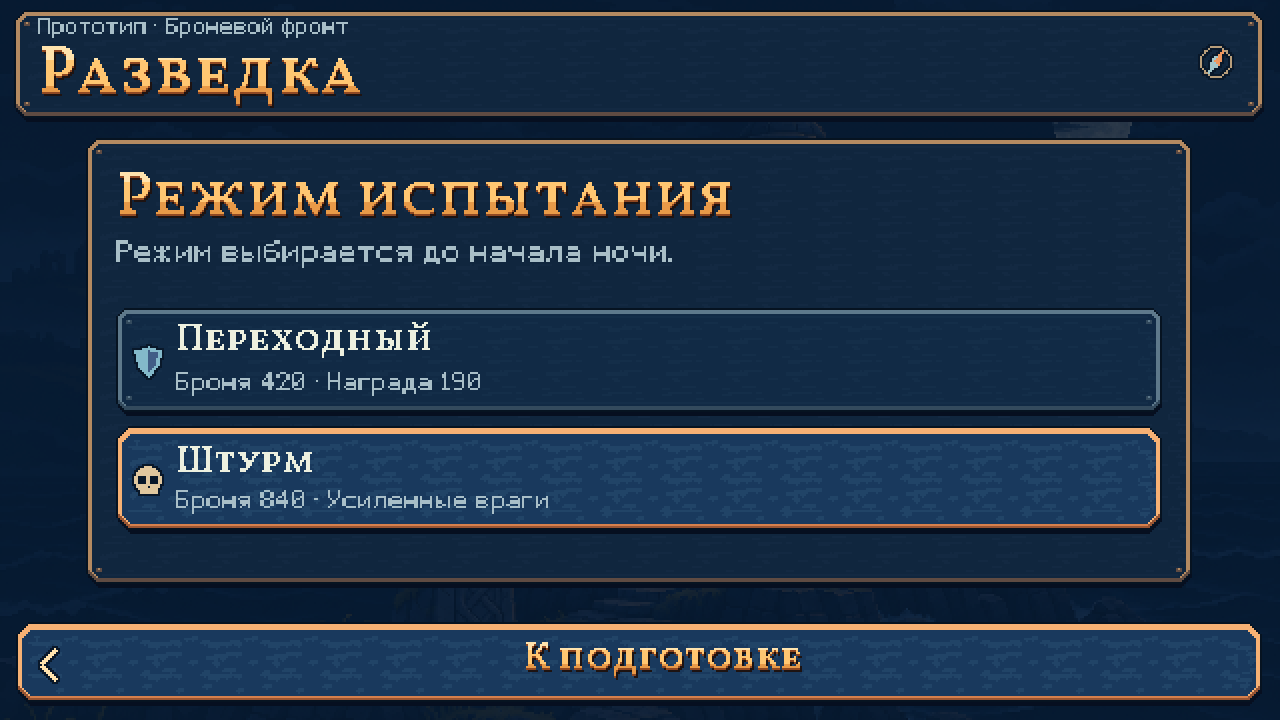 Прототип · Броневой фронт
Разведка
Режим испытания
Режим выбирается до начала ночи.
Переходный
Броня 420 · Награда 190
Штурм
Броня 840 · Усиленные враги
К подготовке